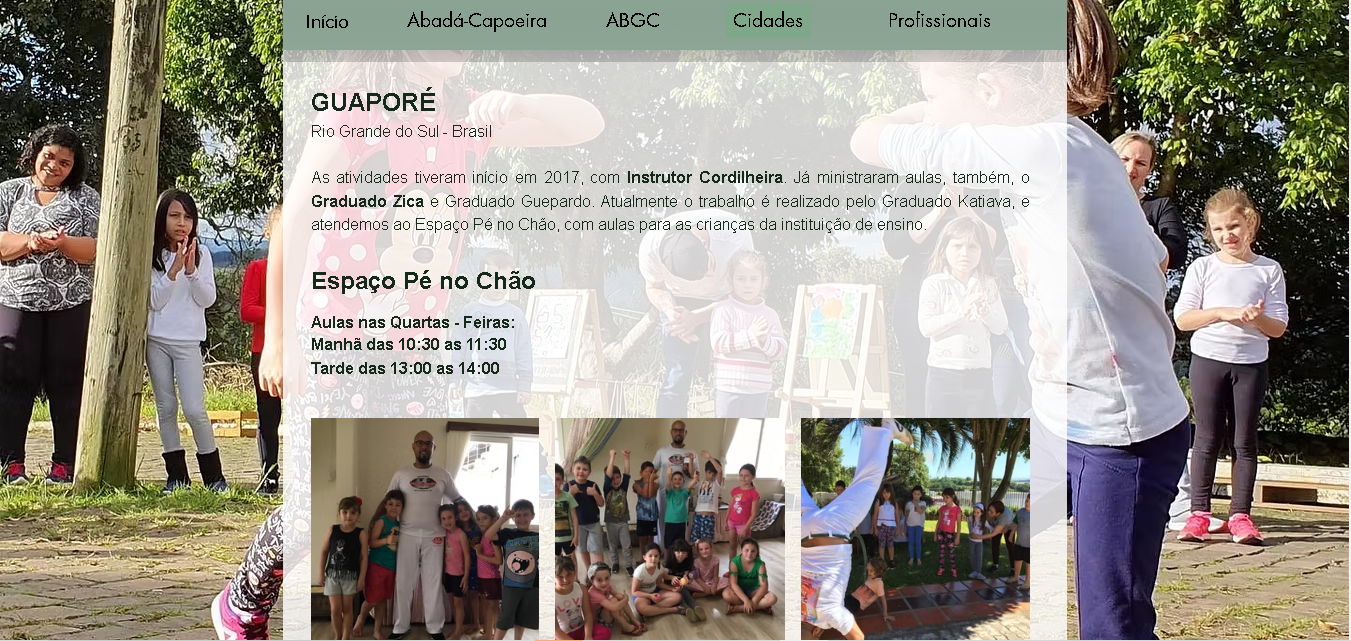 Início Abadá-Capoeira ABGC Cidades Profissionais
GUAPORÉ
Rio Grande do Sul - Brasil
As atividades tiveram início em 2017, com Instrutor Cordilheira. Já ministraram aulas, também, o
Graduado Zica e Graduado Guepardo. Atualmente o trabalho é realizado pelo Graduado Katiava, e
atendemos ao Espaço Pé no Chão, com aulas para as crianças da instituição de ensino.
Espaço Pé no Chão
Aulas nas Quartas - Feiras:
Manhã das 10:30 as 11:30
Tarde das 13:00 as 14:00